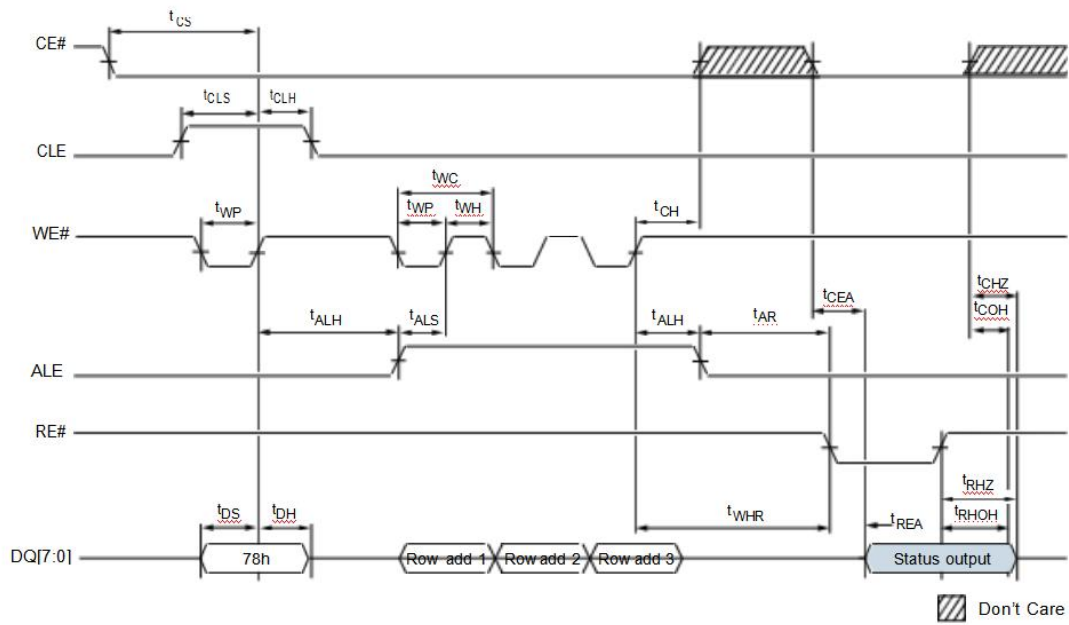 tCS
CE#
tCLS tCLH
CLE
tWC
tWP tWP tWH tCH
WE#
tCEA tCHZ
tCOH
tALH tALS tALH tAR
ALE
RE#
tRHZ
tDS tDH tWHR tREA tRHOH
DQ[7:0] 78h Row add 1 Row add 2 Row add 3 Status output
Don't Care